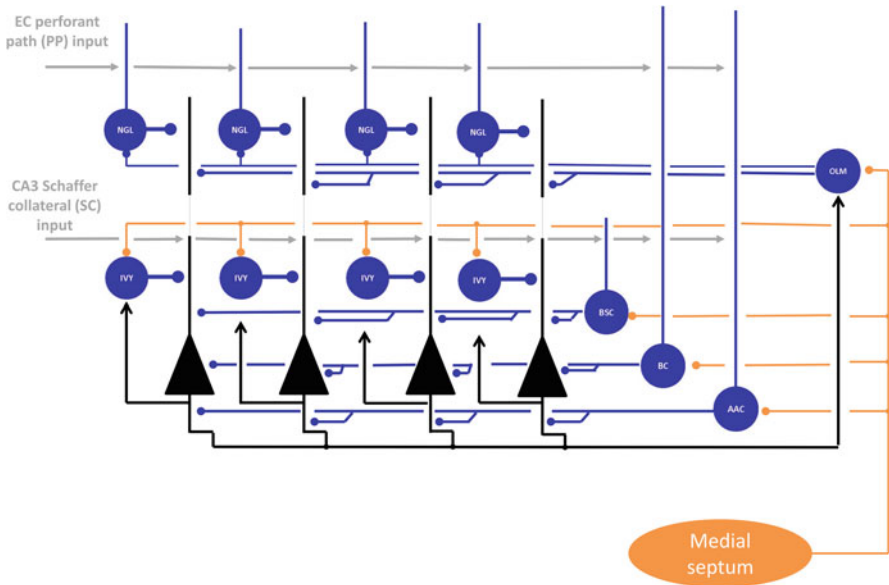 EC perforant
path (PP) input
NGL
NGL
NGL
NGL
OLM
CA3 Schaffer
collateral (SC)
input
IVY
IVY
IVY
IVY
BSC
BC
AAC
Medial
septum